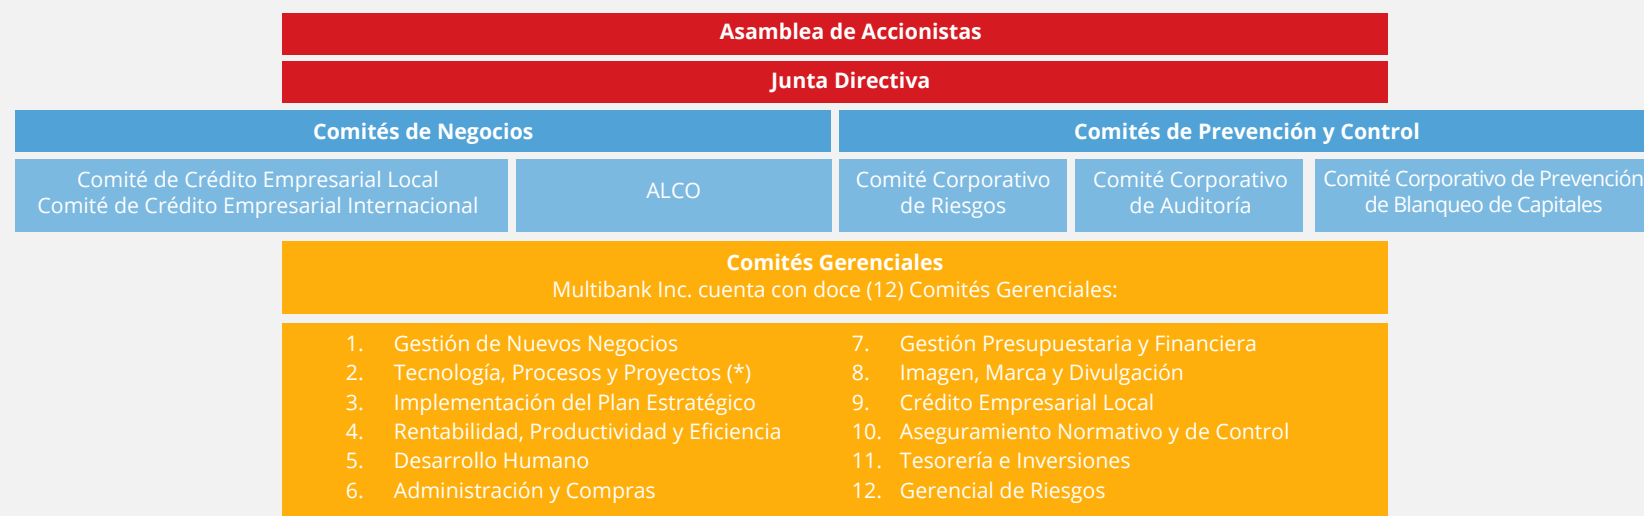 Asamblea de Accionistas
Junta Directiva
Comités de Negocios
Comités de Prevención y Control
Comité de Crédito Empresarial Local
Comité de Crédito Empresarial Internacional
ALCO
Comité Corporativo
de Riesgos
Comité Corporativo
de Auditoría
Comité Corporativo de Prevención
de Blanqueo de Capitales
Comités Gerenciales
Multibank Inc. cuenta con doce (12) Comités Gerenciales:
1. Gestión de Nuevos Negocios
2. Tecnología, Procesos y Proyectos (*)
3. Implementación del Plan Estratégico
4. Rentabilidad, Productividad y Eficiencia
5. Desarrollo Humano
6. Administración y Compras
7. Gestión Presupuestaria y Financiera
8. Imagen, Marca y Divulgación
9. Crédito Empresarial Local
10. Aseguramiento Normativo y de Control
11. Tesorería e Inversiones
12. Gerencial de Riesgos